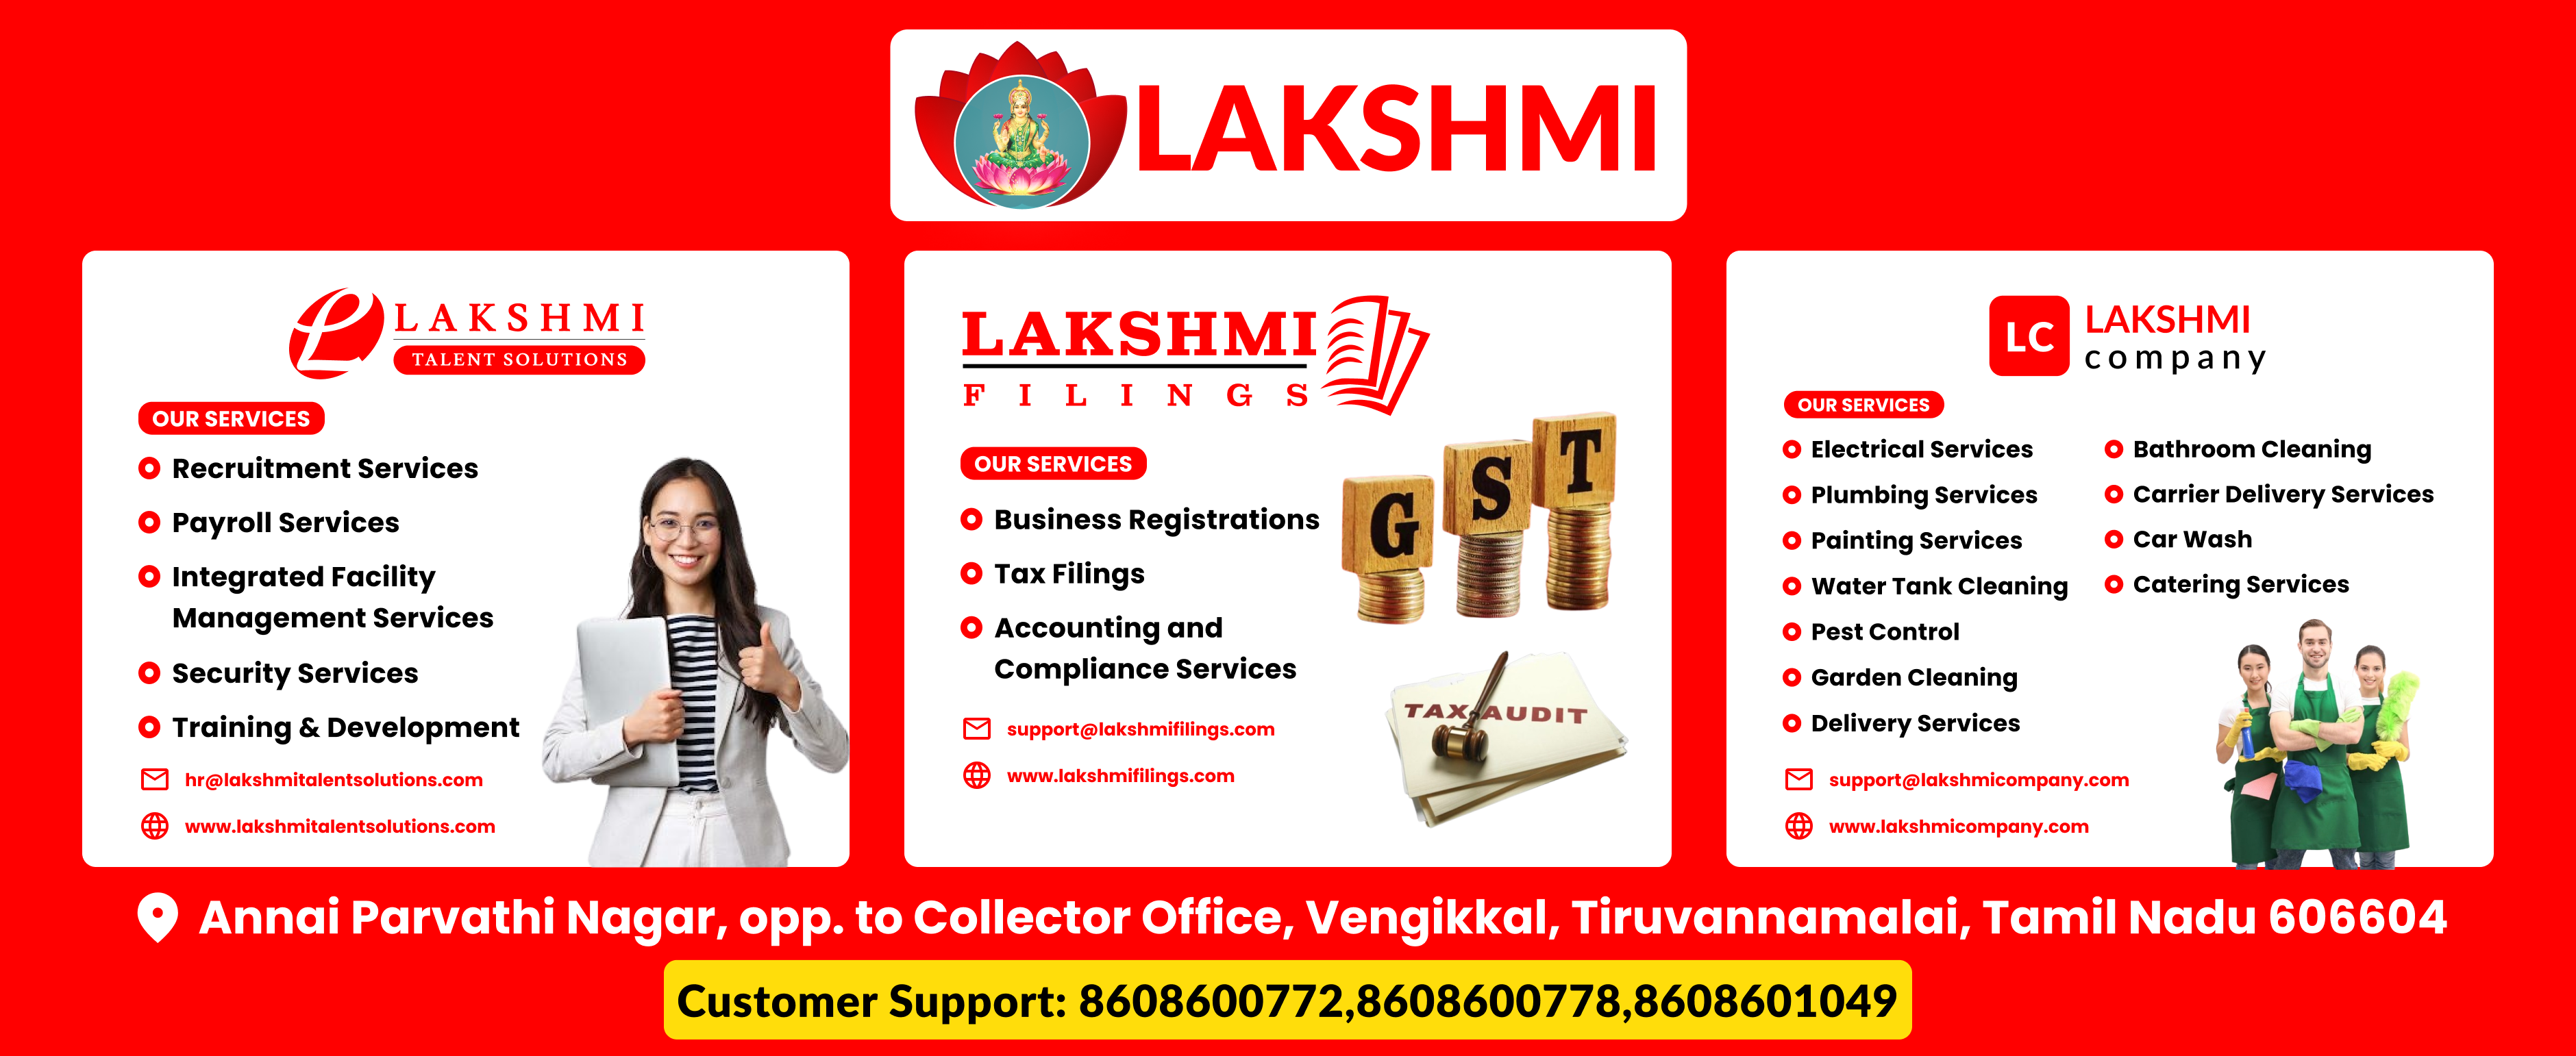 LAKSHMI
LAKSHMI
TALENT SOLUTIONS
OUR SERVICES
Recruitment Services
Payroll Services
Integrated Facility
Management Services
Security Services
Training & Development
hr@lakshmitalentsolutions.com
www.lakshmitalentsolutions.com
LAKSHMI
FILINGS
OUR SERVICES
Business Registrations
Tax Filings
Accounting and
Compliance Services
support@lakshmifilings.com
www.lakshmifilings.com
G S T
TAX AUDIT
LC
LAKSHMI
company
OUR SERVICES
Electrical Services
Plumbing Services
Painting Services
Water Tank Cleaning
Pest Control
Garden Cleaning
Delivery Services
Bathroom Cleaning
Carrier Delivery Services
Car Wash
Catering Services
support@lakshmicompany.com
www.lakshmicompany.com
Annai Parvathi Nagar, opp. to Collector Office, Vengikkal, Tiruvannamalai, Tamil Nadu 606604
Customer Support: 8608600772,8608600778,8608601049